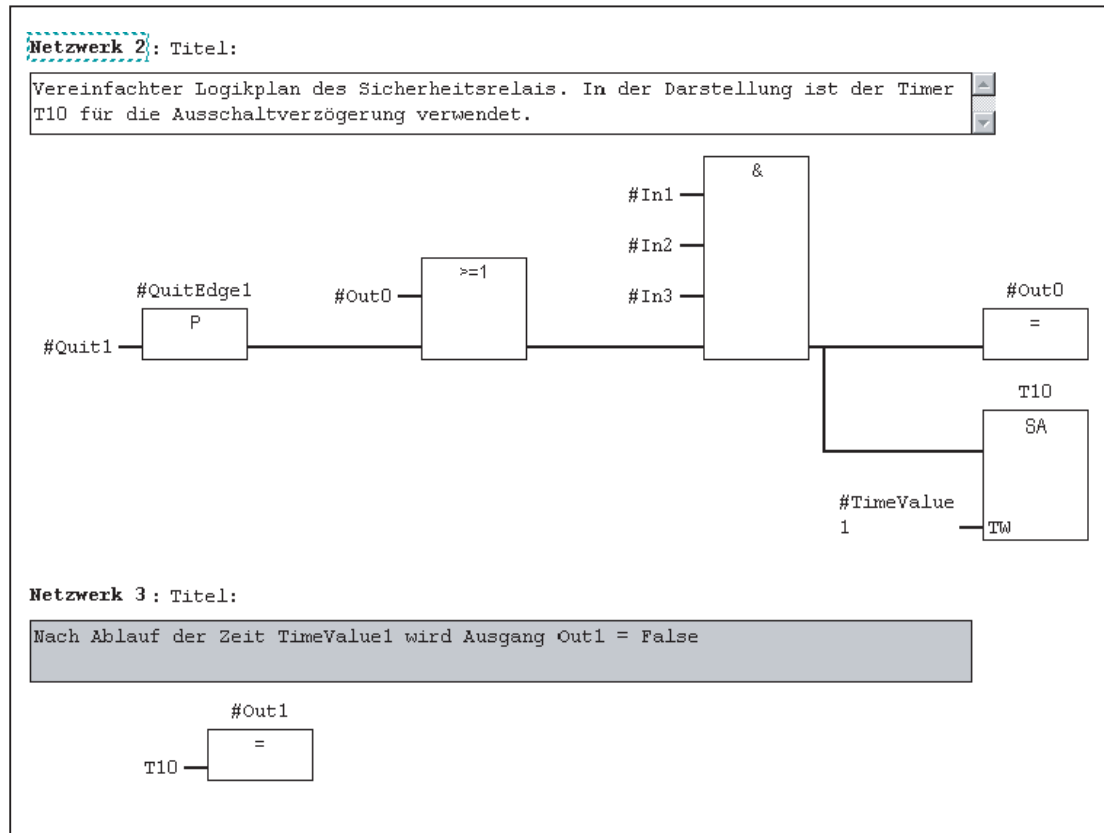 Netzwerk 2: Titel:
Vereinfachter Logikplan des Sicherheitsrelais. In der Darstellung ist der Timer
T10 für die Ausschaltverzögerung verwendet.
&
#In1
#In2
>=1
#QuitEdge1
#Out0
#In3
#Out0
P
=
#Quit1
T10
SA
#TimeValue
1
TW
Netzwerk 3: Titel:
Nach Ablauf der Zeit TimeValue1 wird Ausgang Out1 = False
#Out1
=
T10